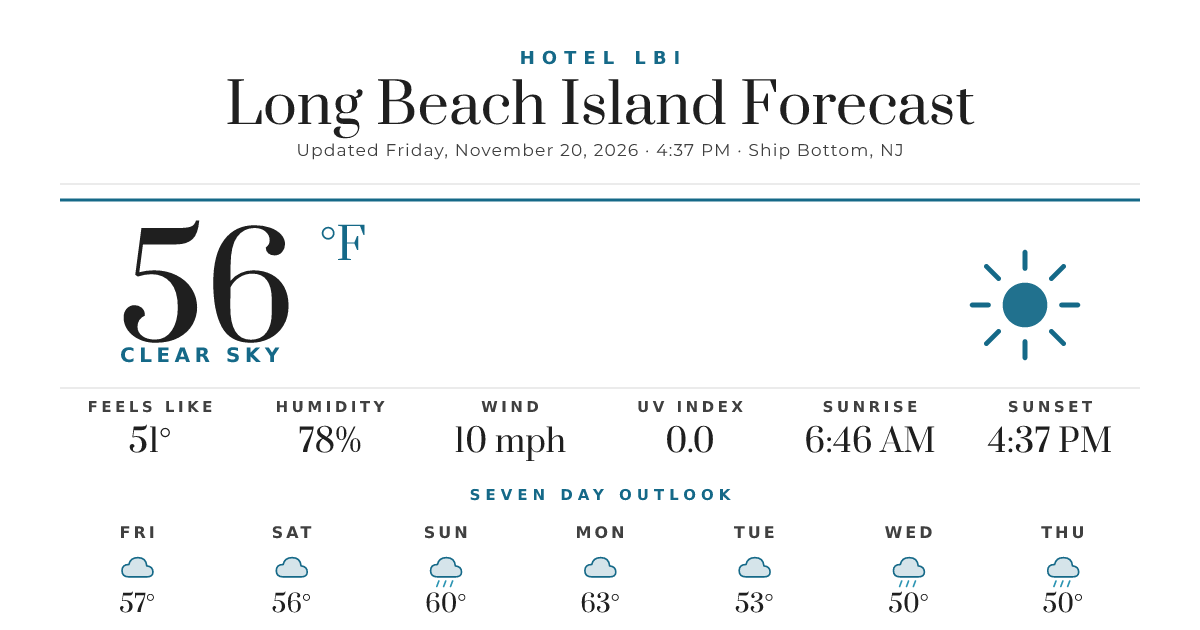 HOTEL LBI
Long Beach Island Forecast
Updated Friday, November 20, 2026 · 4:37 PM · Ship Bottom, NJ
56 °F
CLEAR SKY
FEELS LIKE HUMIDITY WIND UV INDEX SUNRISE SUNSET
51° 78% 10 mph 0.0 6:46 AM 4:37 PM
SEVEN DAY OUTLOOK
FRI SAT SUN MON TUE WED THU
57° 56° 60° 63° 53° 50° 50°